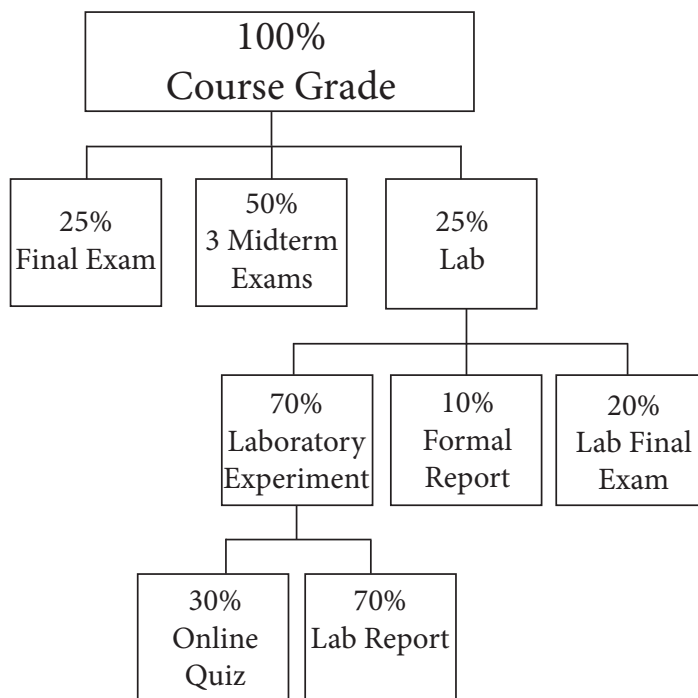 100%
Course Grade
25%
Final Exam
50%
3 Midterm
Exams
25%
Lab
70%
Laboratory
Experiment
10%
Formal
Report
20%
Lab Final
Exam
30%
Online
Quiz
70%
Lab Report